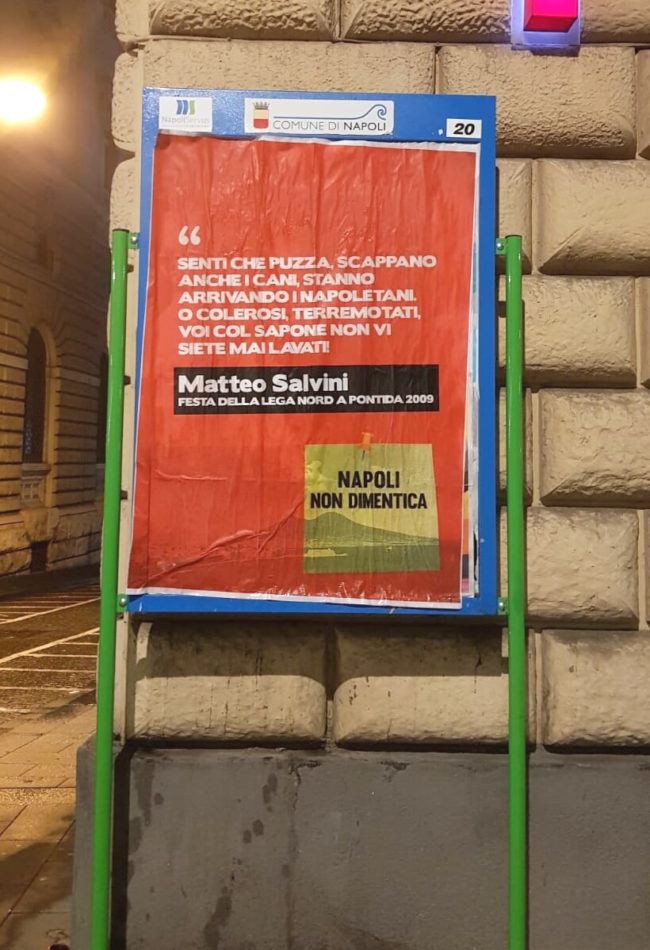 NapoliServizi
COMUNE DI NAPOLI
20
“
SENTI CHE PUZZA, SCAPPANO
ANCHE I CANI, STANNO
ARRIVANDO I NAPOLETANI.
O COLEROSI, TERREMOTATI,
VOI COL SAPONE NON VI
SIETE MAI LAVATI!
Matteo Salvini
FESTA DELLA LEGA NORD A PONTIDA 2009
NAPOLI
NON DIMENTICA